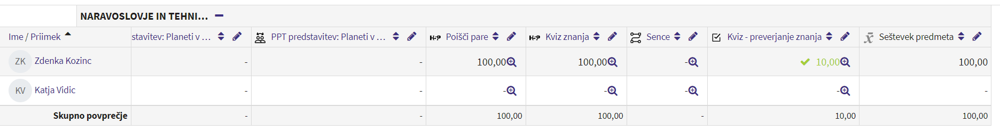 NARAVOSLOVJE IN TEHNI...
Ime / Priimek stavitev: Planeti v ... PPT predstavitev: Planeti v ... H-P Poišči pare H-P Kviz znanja Sence Kviz - preverjanje znanja x̄ Seštevek predmeta
ZK Zdenka Kozinc - - 100,00 100,00 - 10,00 100,00
KV Katja Vidic - - - - - - -
Skupno povprečje - - 100,00 100,00 - 10,00 100,00